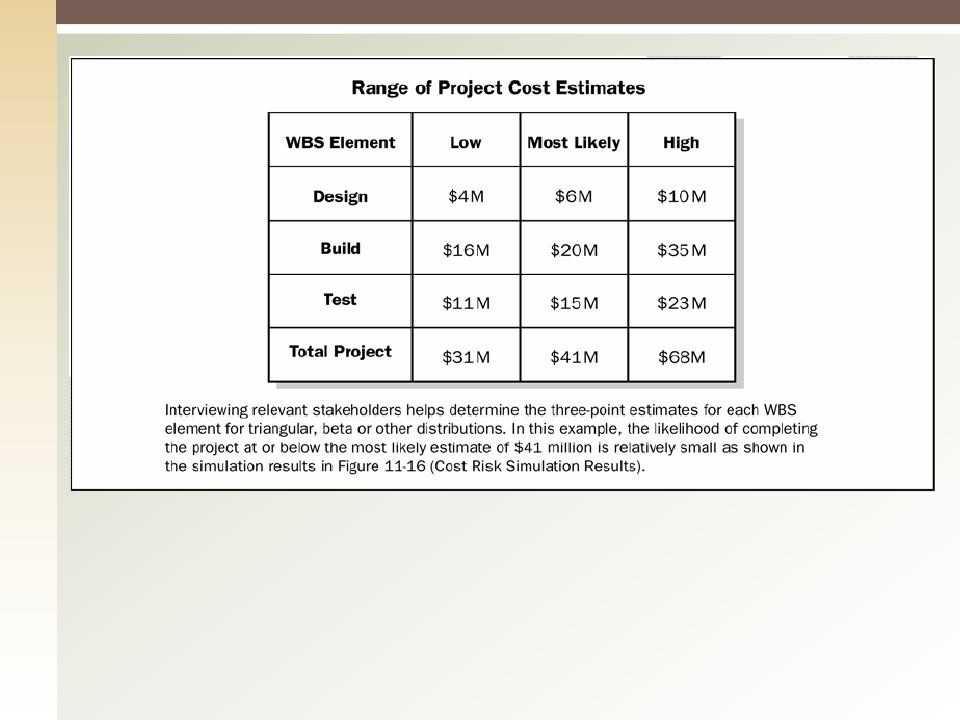 Range of Project Cost Estimates
WBS Element Low Most Likely High
Design $4M $6M $10M
Build $16M $20M $35M
Test $11M $15M $23M
Total Project $31M $41M $68M
Interviewing relevant stakeholders helps determine the three-point estimates for each WBS
element for triangular, beta or other distributions. In this example, the likelihood of completing
the project at or below the most likely estimate of $41 million is relatively small as shown in
the simulation results in Figure 11-16 (Cost Risk Simulation Results).